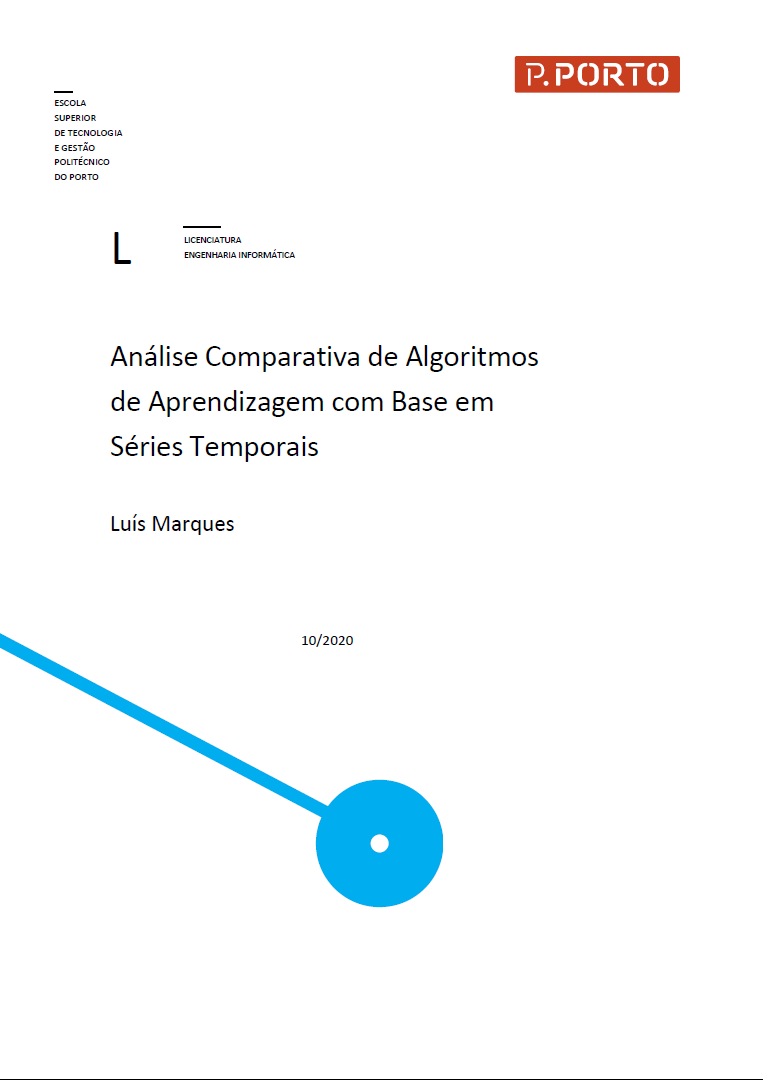 P.PORTO
ESCOLA
SUPERIOR
DE TECNOLOGIA
E GESTÃO
POLITÉCNICO
DO PORTO
L
LICENCIATURA
ENGENHARIA INFORMÁTICA
Análise Comparativa de Algoritmos
de Aprendizagem com Base em
Séries Temporais
Luís Marques
10/2020